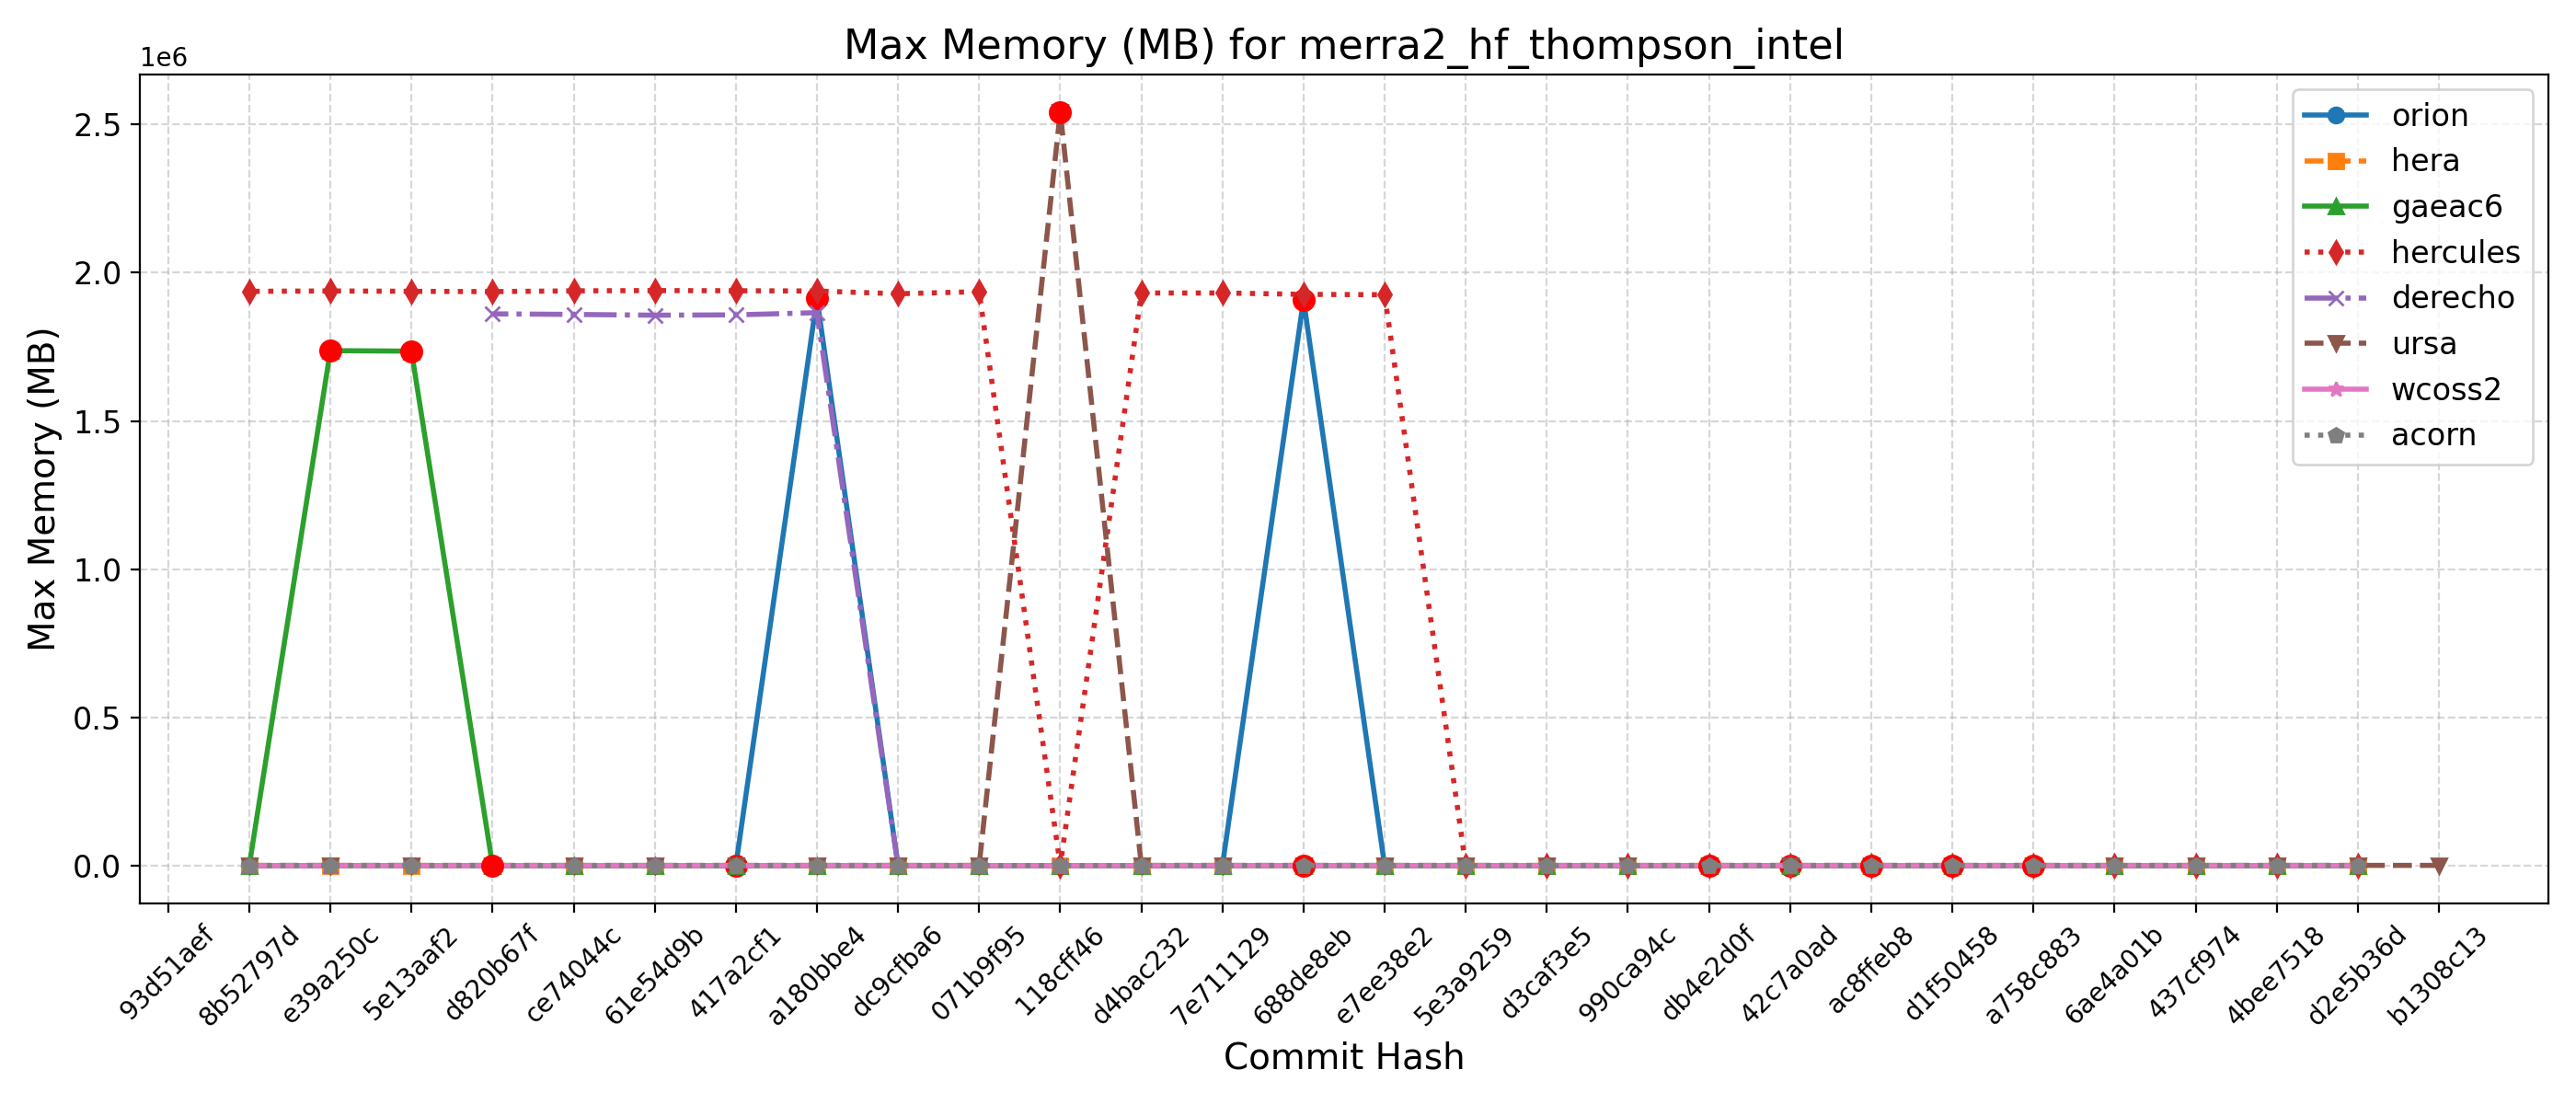 Max Memory (MB) for merra2_hf_thompson_intel
1e6
2.5
2.0
1.5
1.0
0.5
0.0
Max Memory (MB)
orion
hera
gaeac6
hercules
derecho
ursa
wcoss2
acorn
93d51aef
8b52797d
e39a250c
5e13aaf2
d820b67f
ce74044c
61e54d9b
417a2cf1
a180bbe4
dc9cfba6
071b9f95
118cff46
d4bac232
7e711129
688de8eb
e7ee38e2
5e3a9259
d3caf3e5
990ca94c
db4e2d0f
42c7a0ad
ac8ffeb8
d1f50458
a758c883
6ae4a01b
437cf974
4bee7518
d2e5b36d
b1308c13
Commit Hash